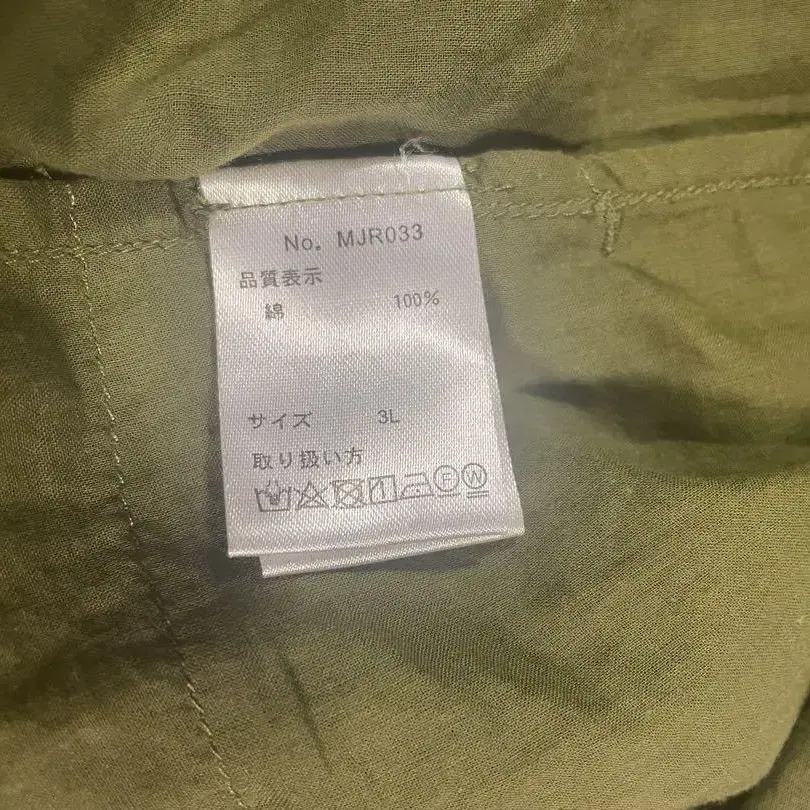 No. MJR033
品質表示
綿 100%
サイズ 3L
取り扱い方
F W